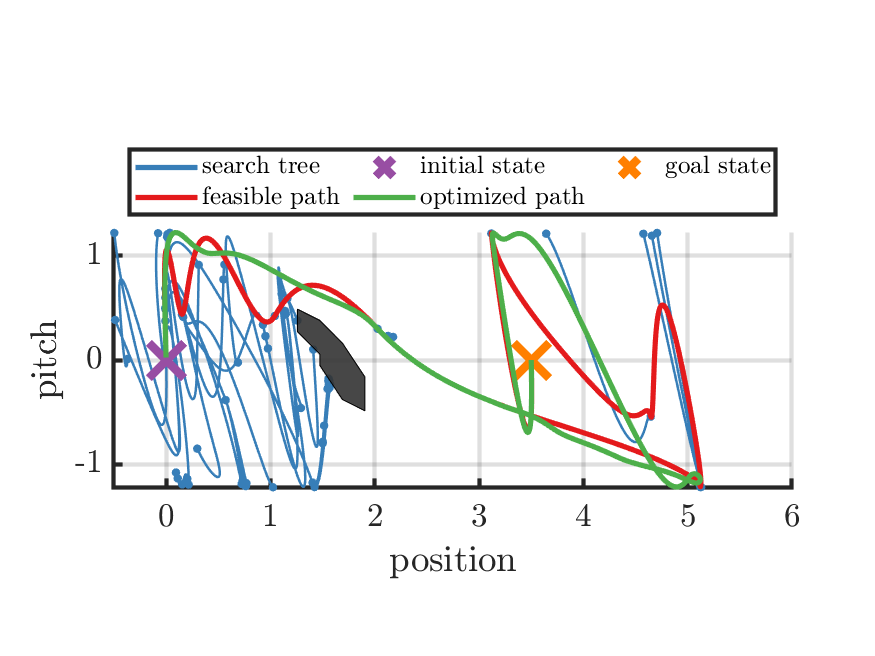 search tree initial state goal state
feasible path optimized path
1
0
-1
pitch
0 1 2 3 4 5 6
position